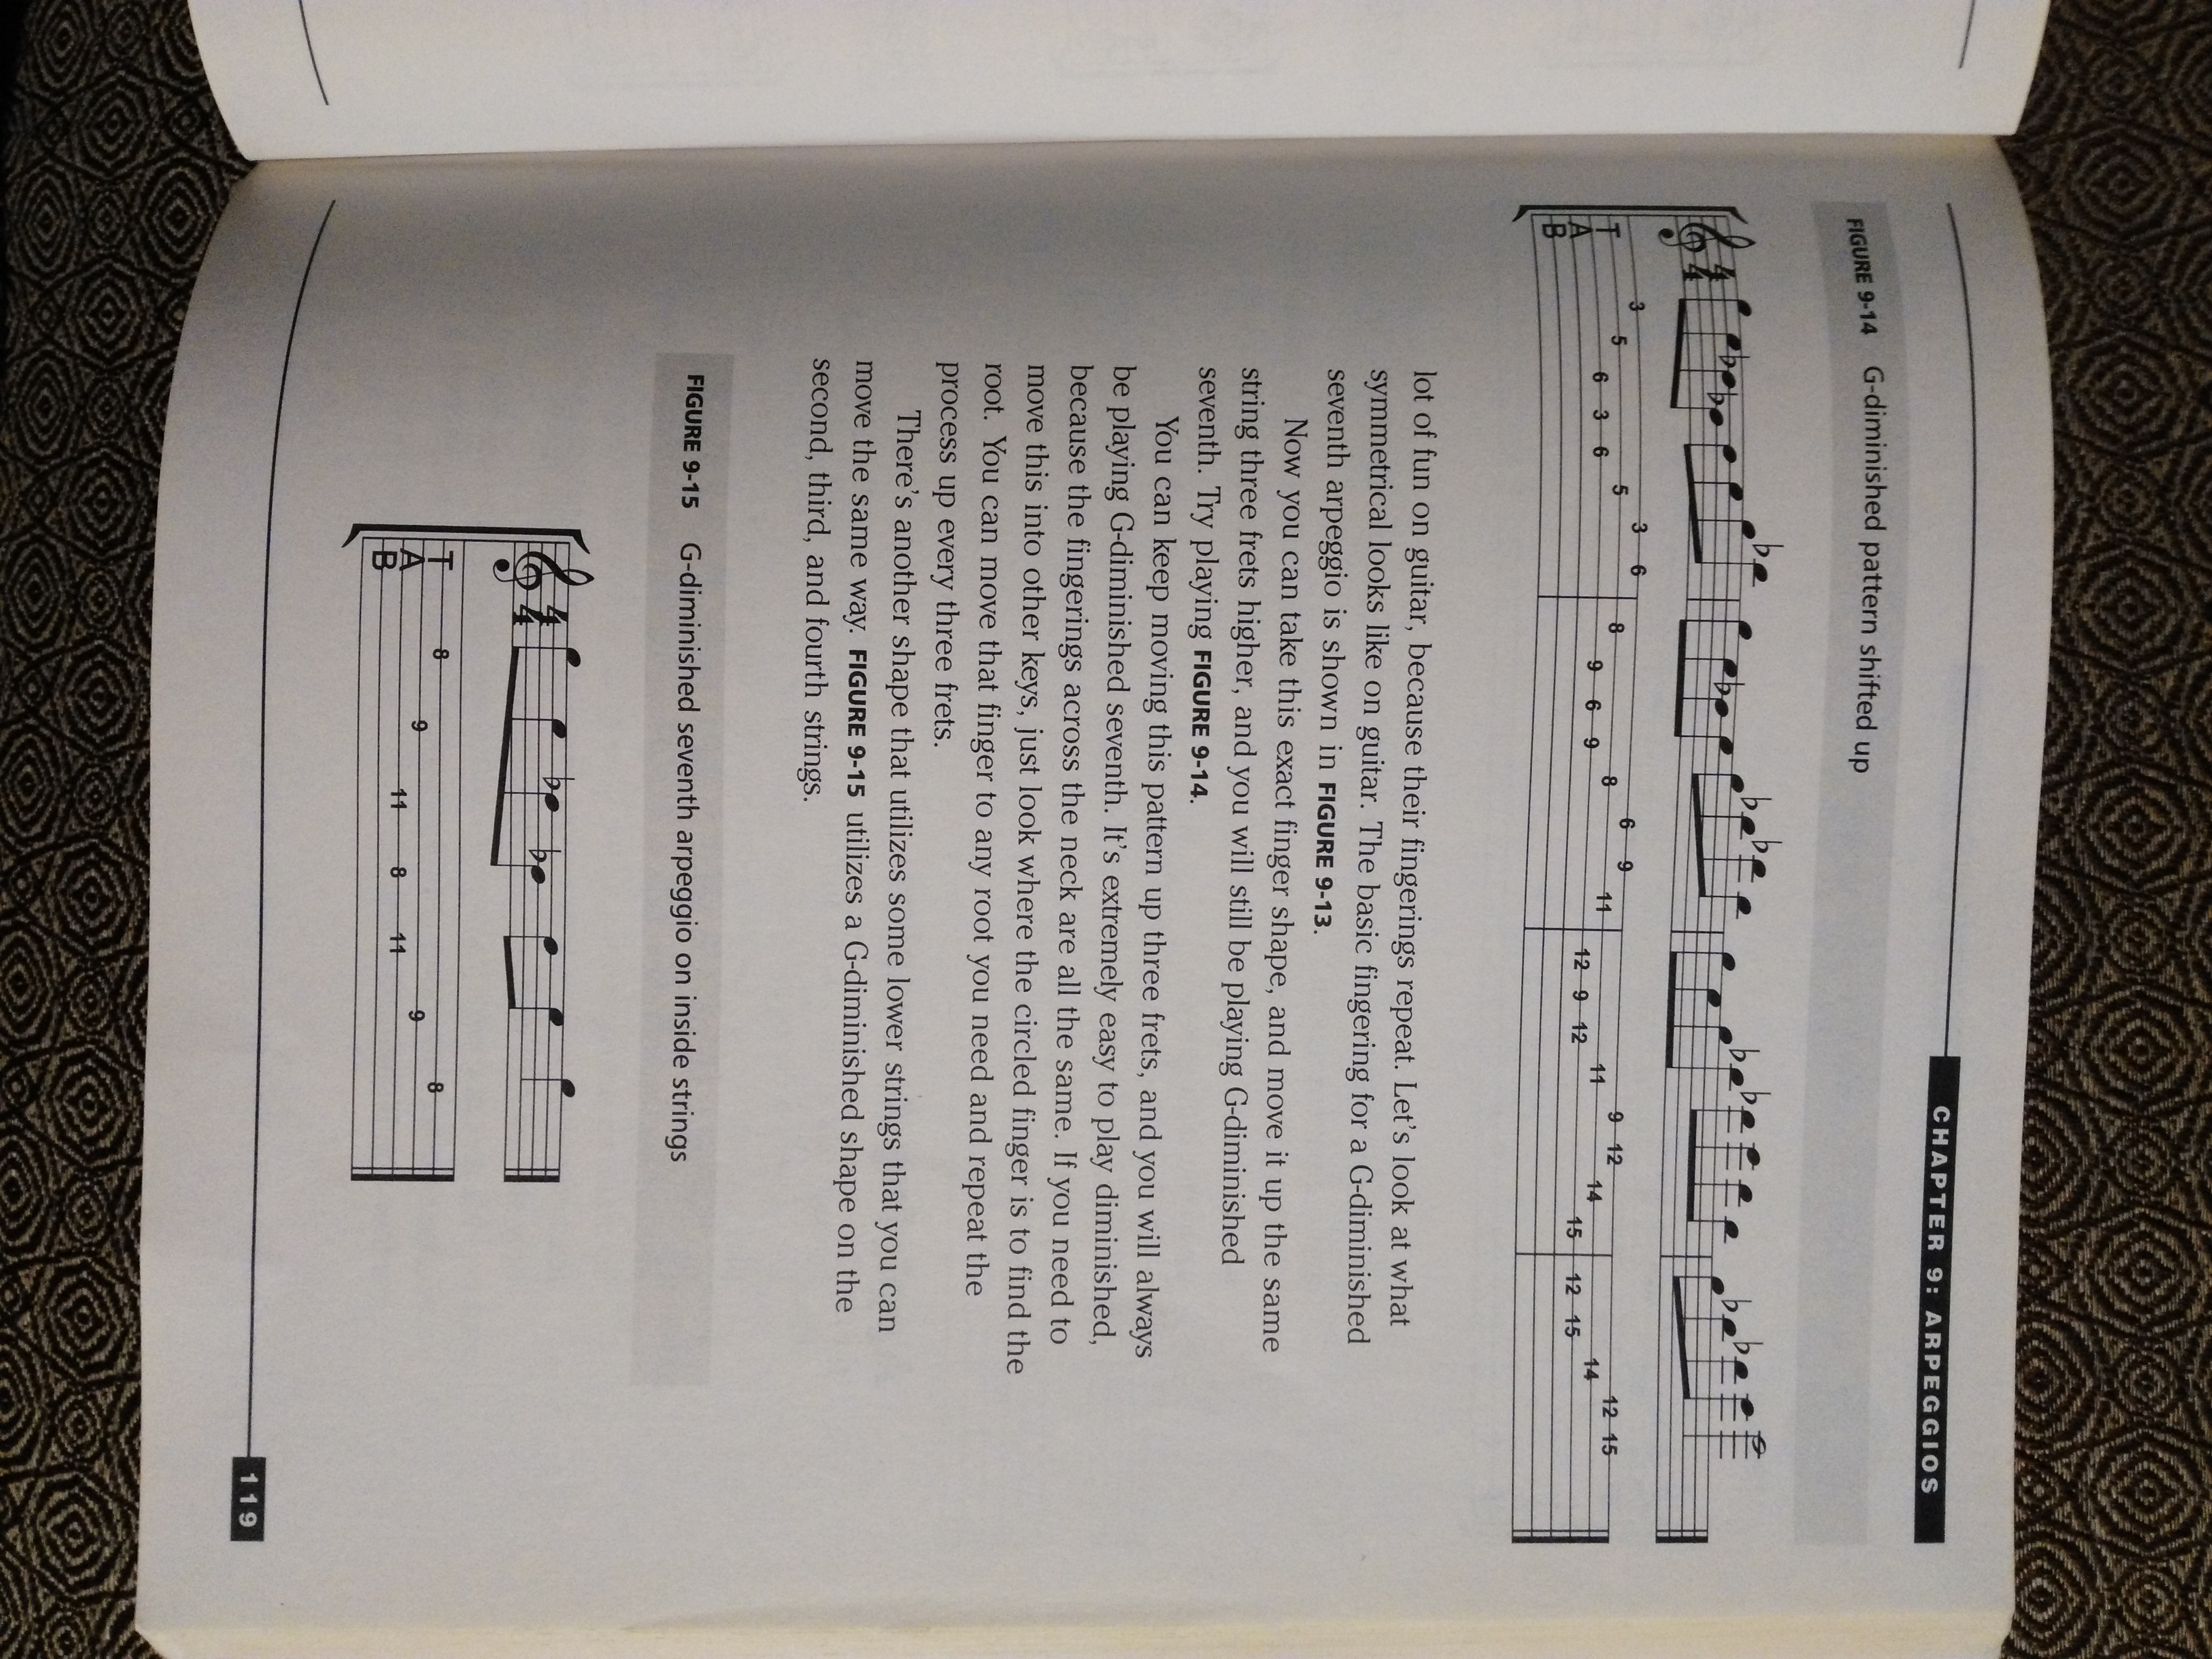 CHAPTER 9: ARPEGGIOS
FIGURE 9-14 G-diminished pattern shifted up
4
4
T
A
B
3 5 6 3 6 5 3 6 8 9 6 9 8 6 9 11 12 9 12 11 9 12 14 15 12 15 14 12 15
lot of fun on guitar, because their fingerings repeat. Let's look at what
symmetrical looks like on guitar. The basic fingering for a G-diminished
seventh arpeggio is shown in FIGURE 9-13.
Now you can take this exact finger shape, and move it up the same
string three frets higher, and you will still be playing G-diminished
seventh. Try playing FIGURE 9-14.
You can keep moving this pattern up three frets, and you will always
be playing G-diminished seventh. It's extremely easy to play diminished,
because the fingerings across the neck are all the same. If you need to
move this into other keys, just look where the circled finger is to find the
root. You can move that finger to any root you need and repeat the
process up every three frets.
There's another shape that utilizes some lower strings that you can
move the same way. FIGURE 9-15 utilizes a G-diminished shape on the
second, third, and fourth strings.
FIGURE 9-15 G-diminished seventh arpeggio on inside strings
4
4
T
A
B
8 9 11 8 11 9 8
119